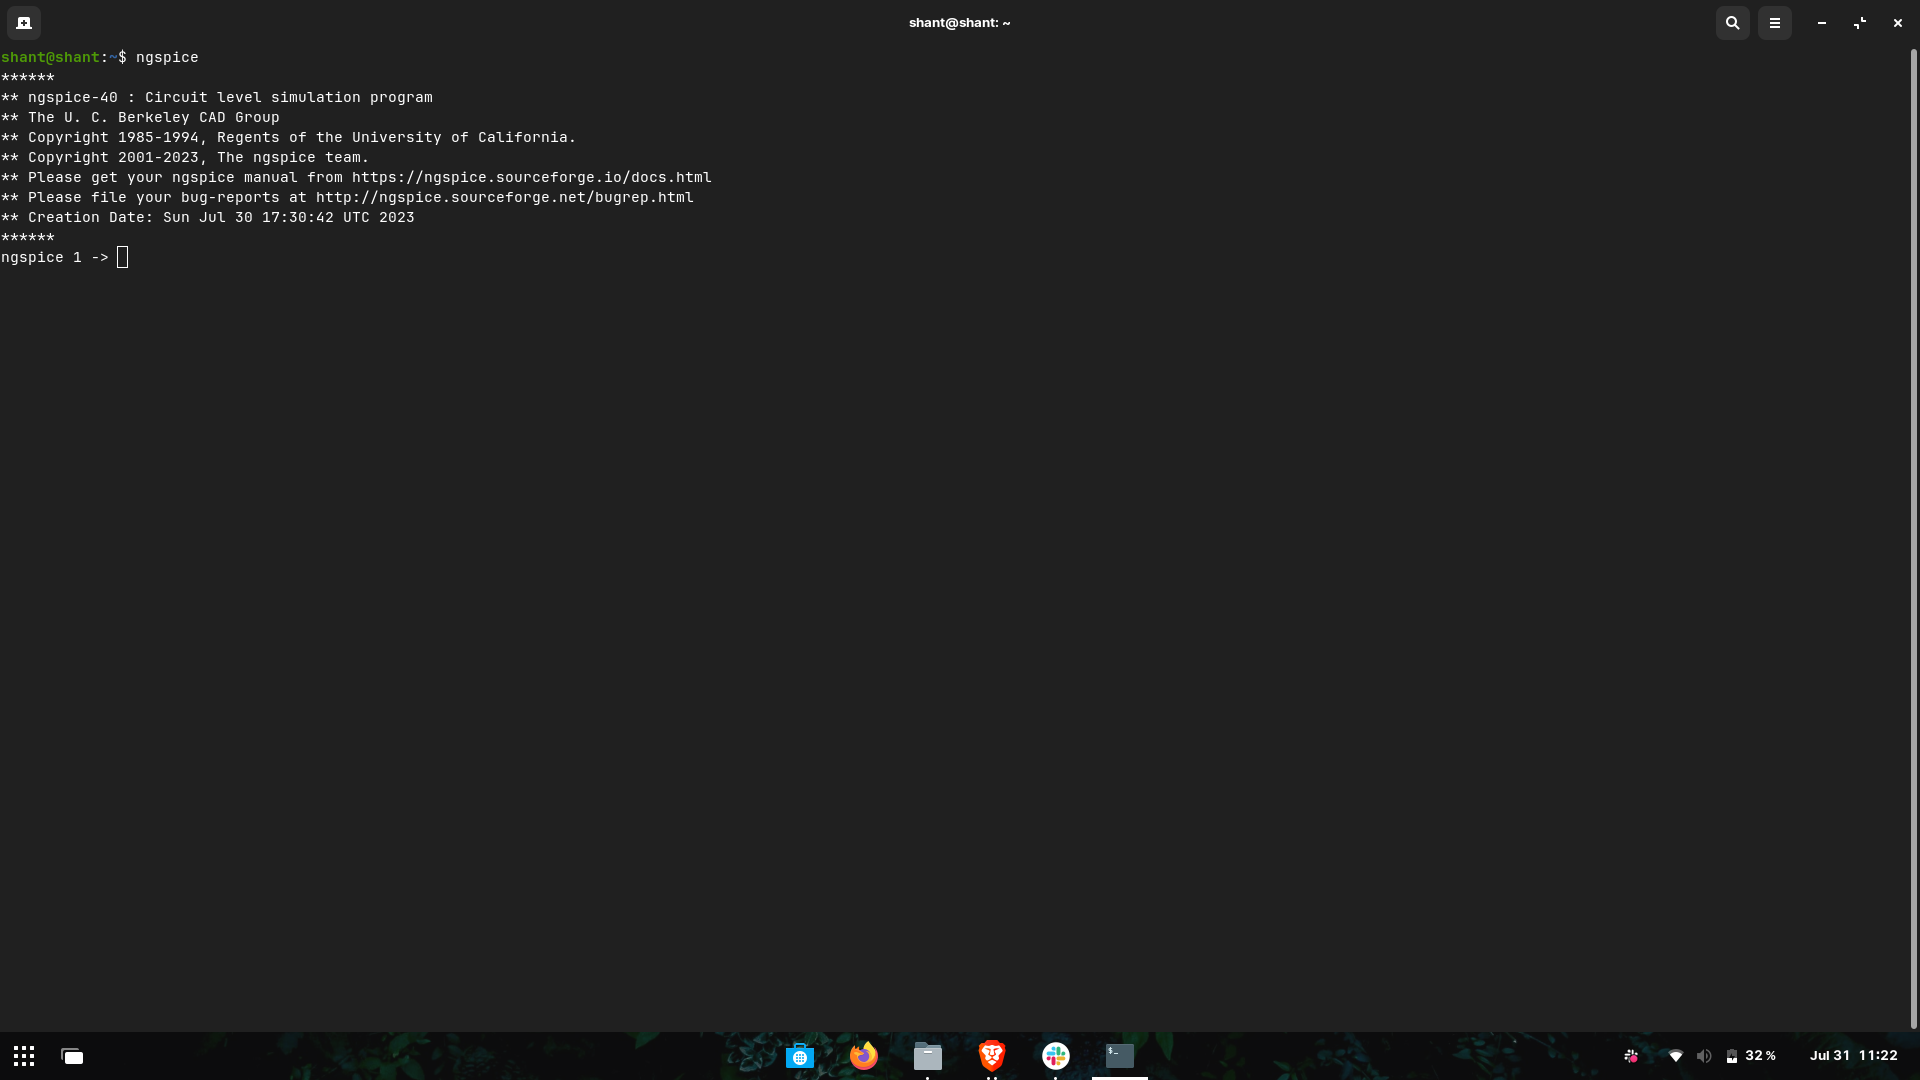 shant@shant: ~
shant@shant:~$ ngspice
******
** ngspice-40 : Circuit level simulation program
** The U. C. Berkeley CAD Group
** Copyright 1985-1994, Regents of the University of California.
** Copyright 2001-2023, The ngspice team.
** Please get your ngspice manual from https://ngspice.sourceforge.io/docs.html
** Please file your bug-reports at http://ngspice.sourceforge.net/bugrep.html
** Creation Date: Sun Jul 30 17:30:42 UTC 2023
******
ngspice 1 ->
$_
32 % Jul 31 11:22